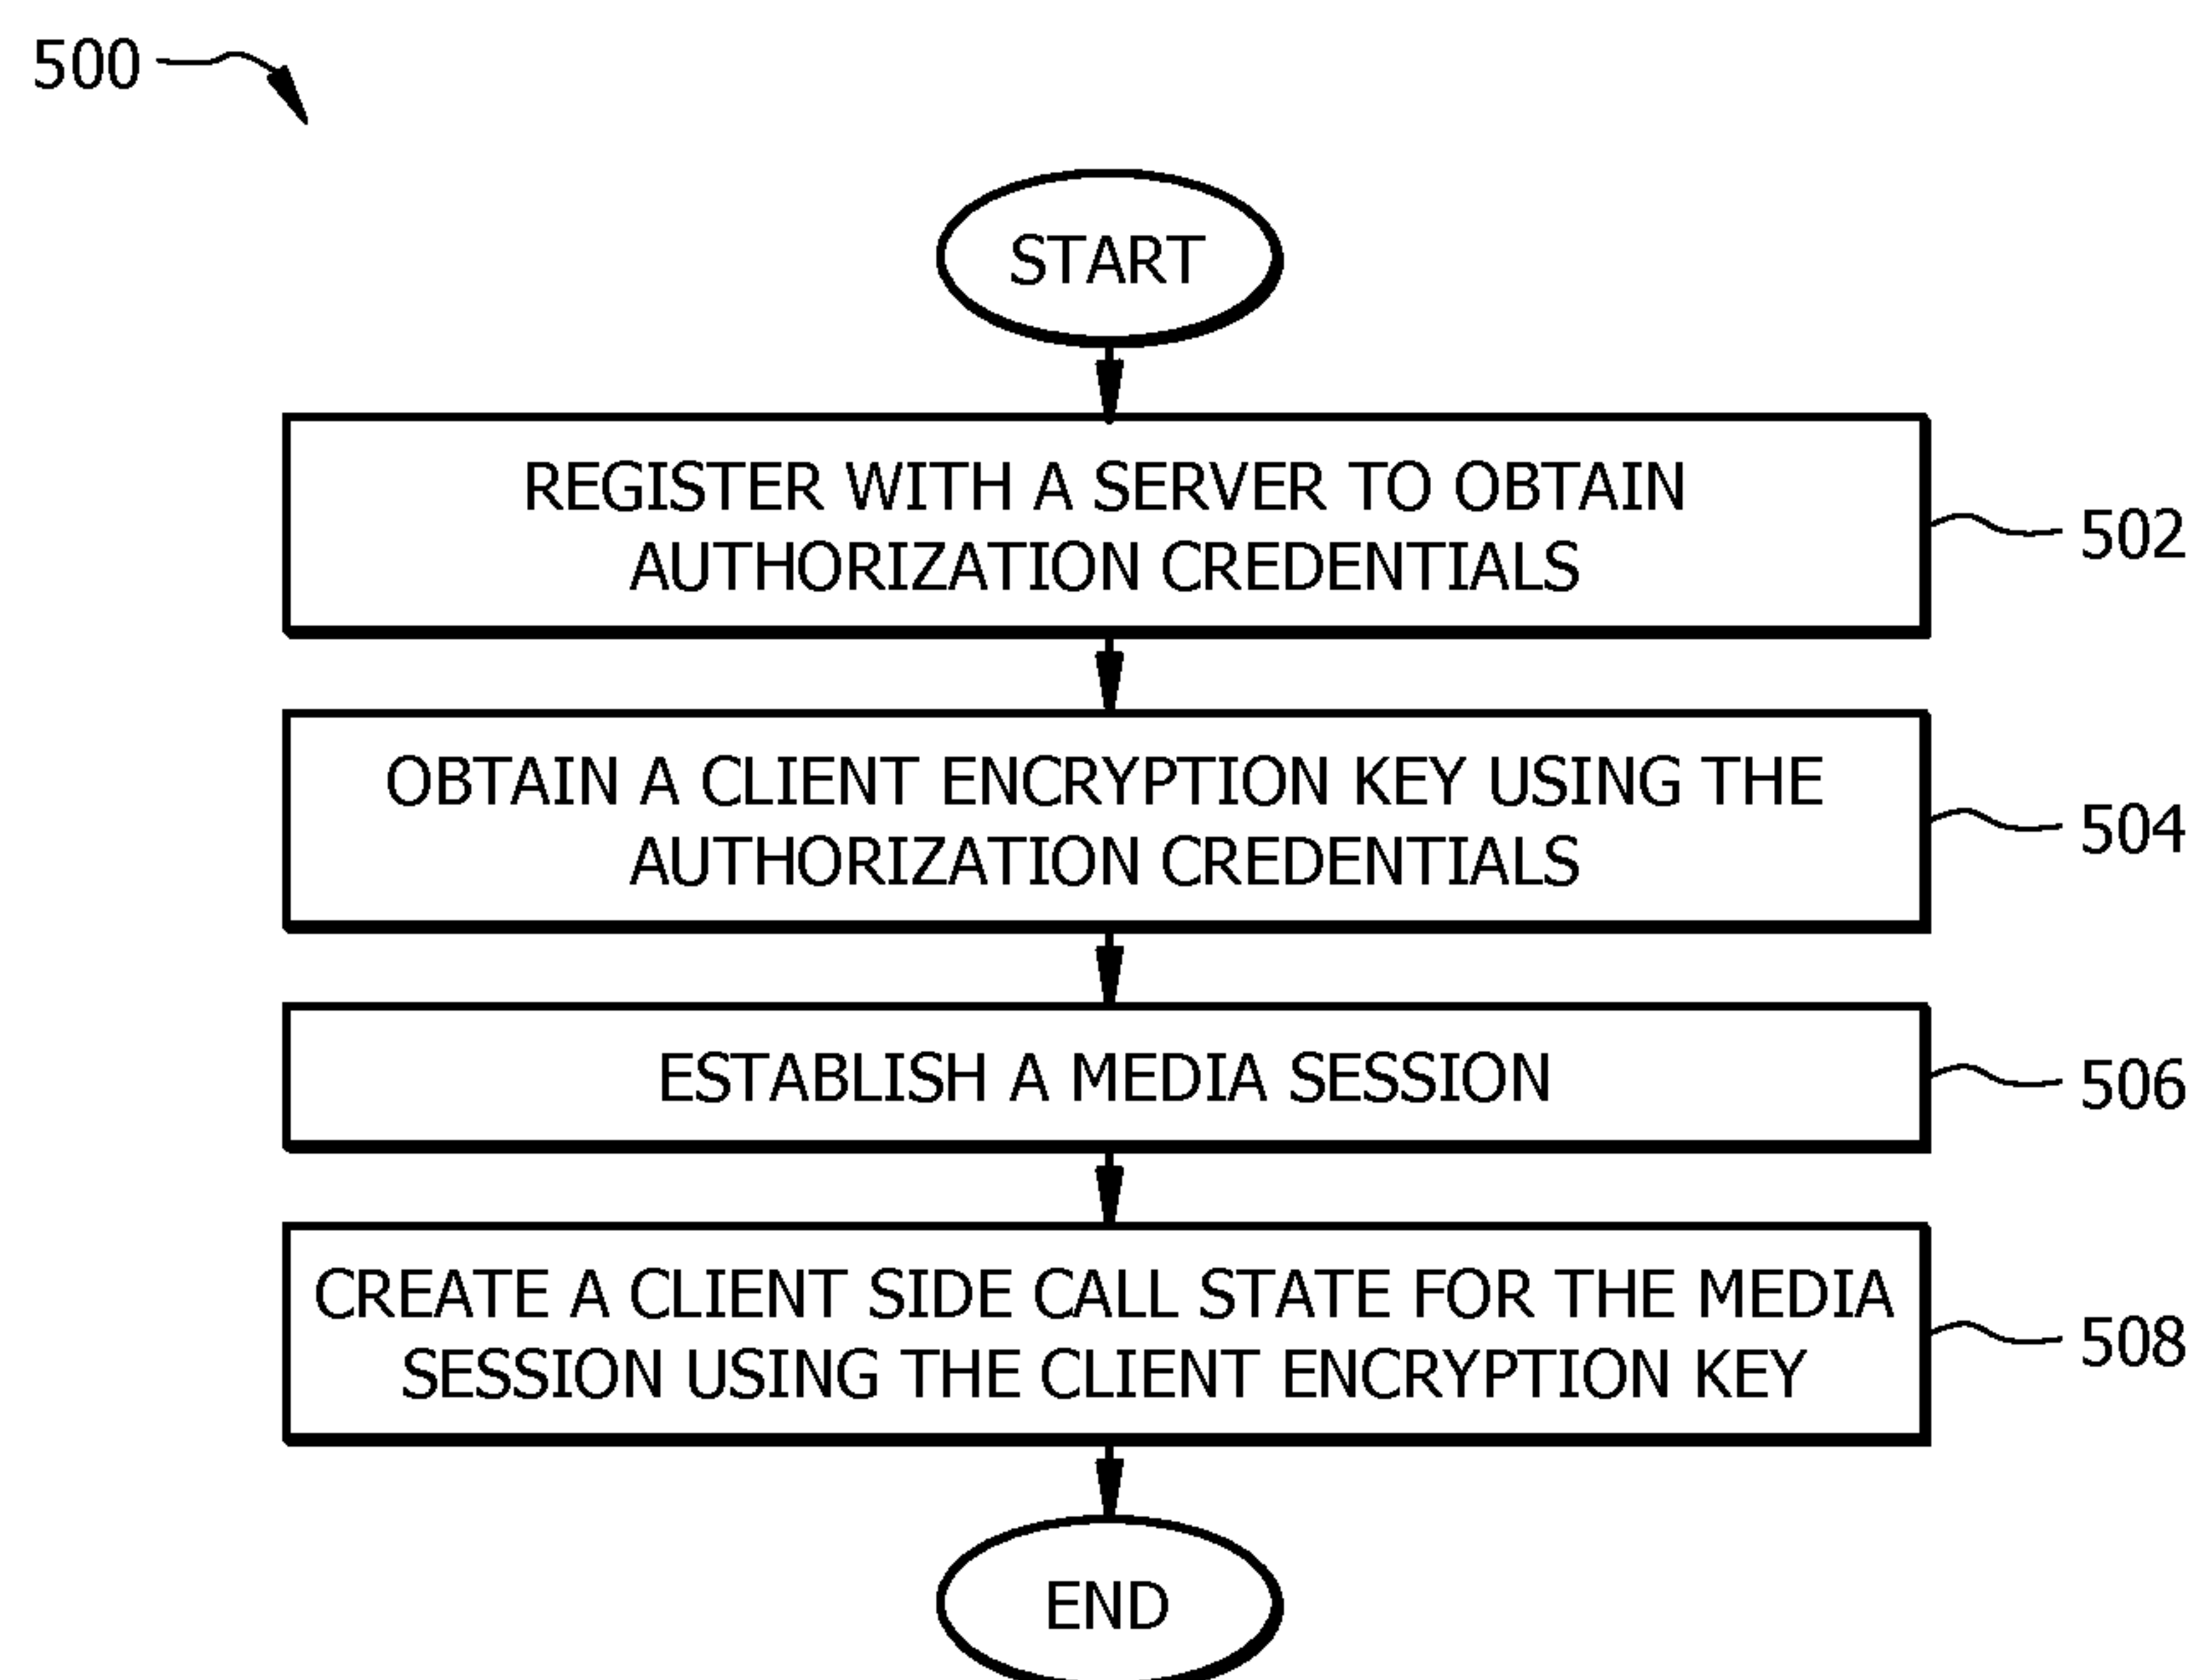 500
START
REGISTER WITH A SERVER TO OBTAIN
AUTHORIZATION CREDENTIALS
502
OBTAIN A CLIENT ENCRYPTION KEY USING THE
AUTHORIZATION CREDENTIALS
504
ESTABLISH A MEDIA SESSION
506
CREATE A CLIENT SIDE CALL STATE FOR THE MEDIA
SESSION USING THE CLIENT ENCRYPTION KEY
508
END